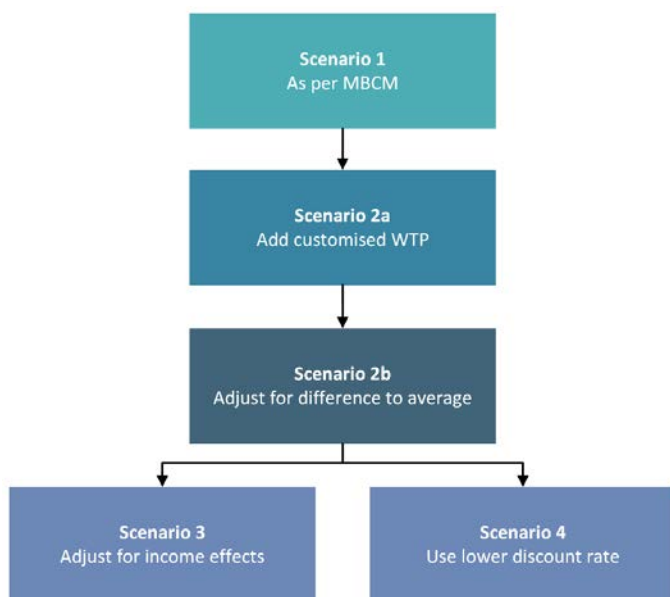 Scenario 1
As per MBCM
Scenario 2a
Add customised WTP
Scenario 2b
Adjust for difference to average
Scenario 3
Adjust for income effects
Scenario 4
Use lower discount rate